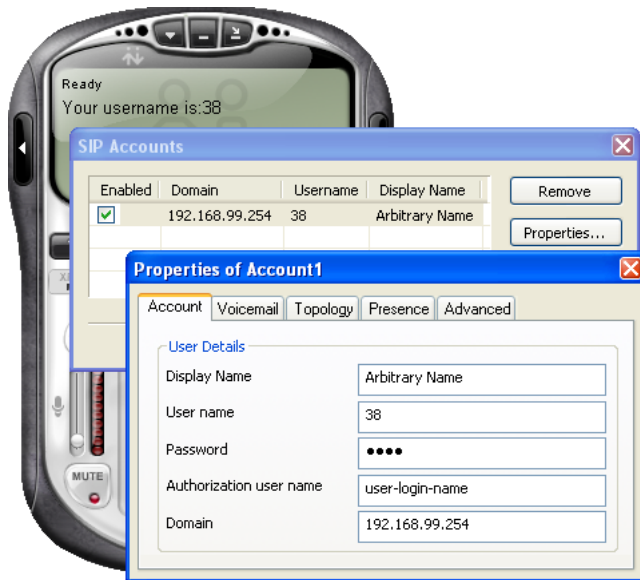 Ready
Your username is:38
SIP Accounts
Enabled Domain Username Display Name
192.168.99.254 38 Arbitrary Name
Remove
Properties...
Properties of Account1
Account Voicemail Topology Presence Advanced
User Details
Display Name Arbitrary Name
User name 38
Password ●●●●
Authorization user name user-login-name
Domain 192.168.99.254
MUTE